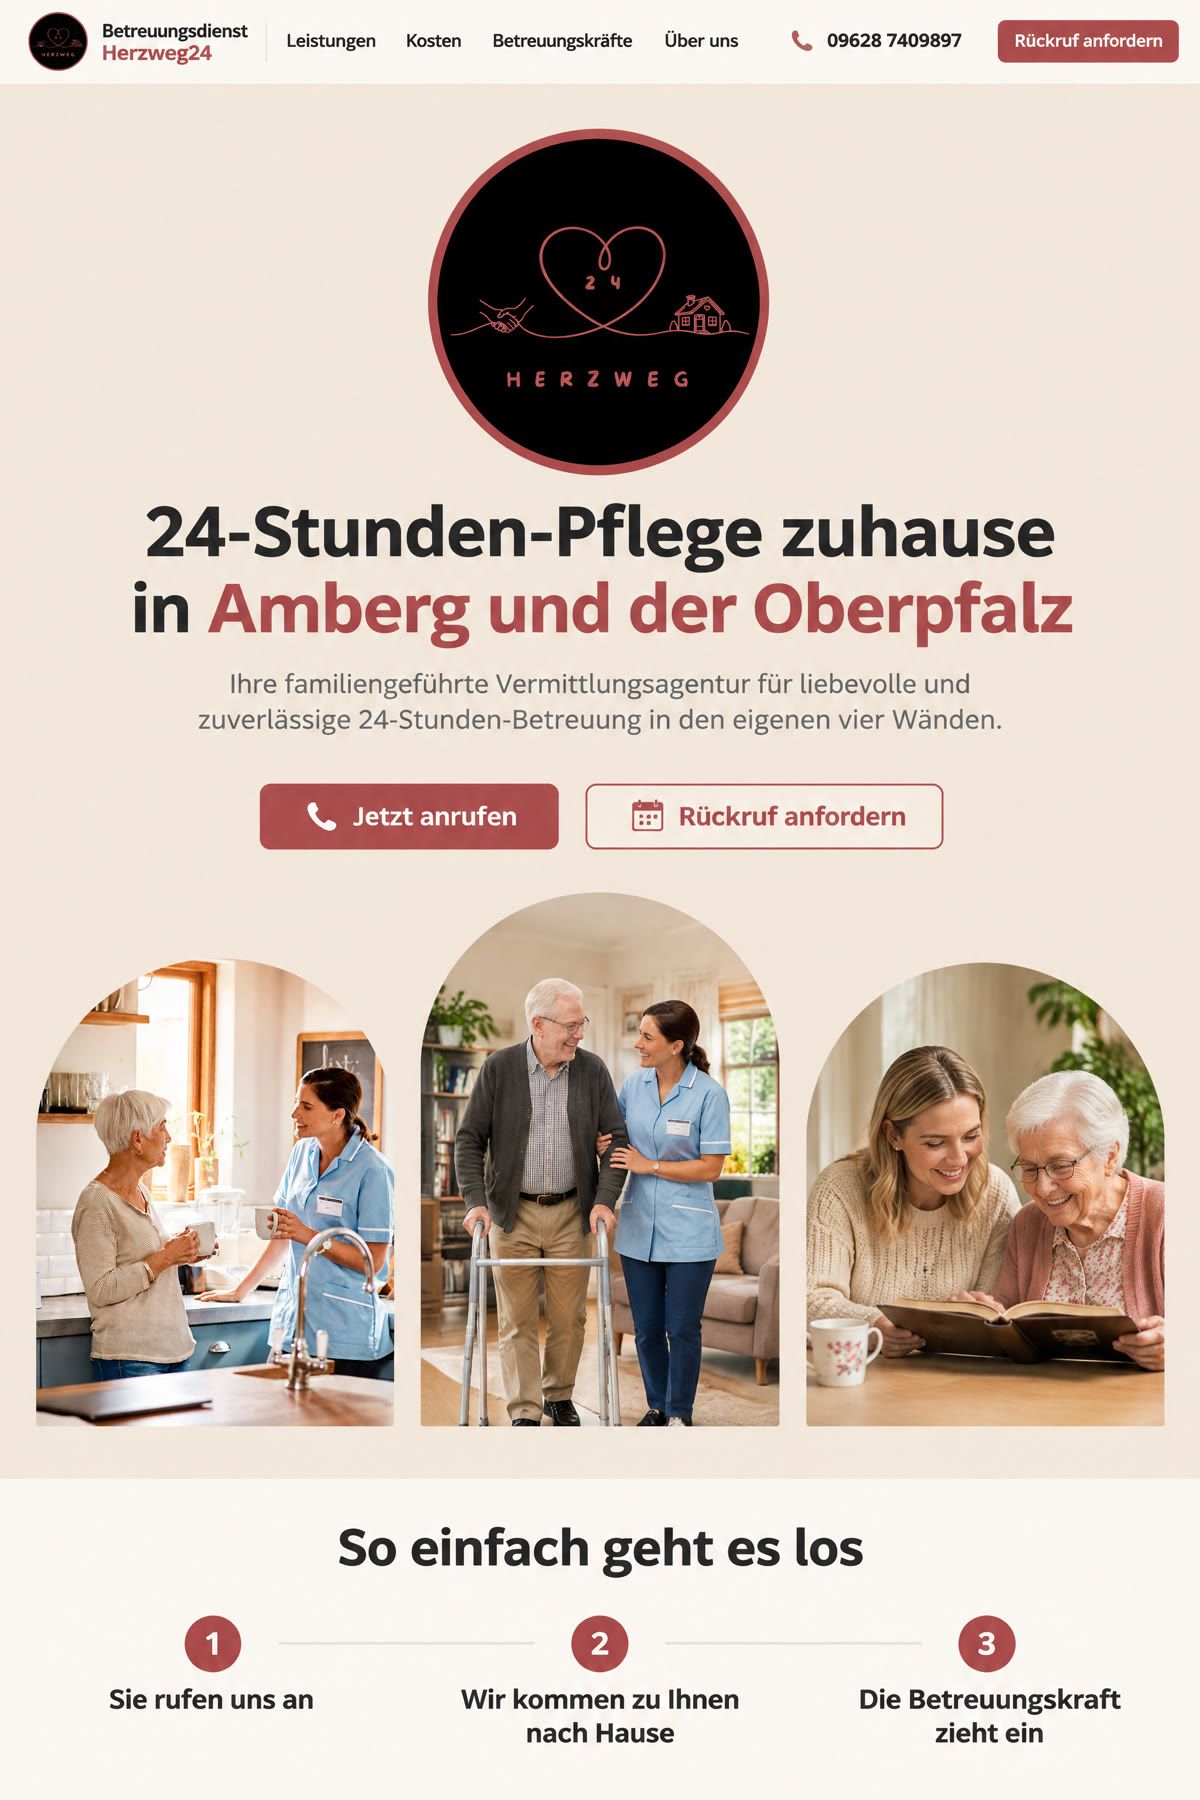 HERZWEG
Betreuungsdienst
Herzweg24
Leistungen
Kosten
Betreuungskräfte
Über uns
09628 7409897
Rückruf anfordern
24
HERZWEG
24-Stunden-Pflege zuhause
in Amberg und der Oberpfalz
Ihre familiengeführte Vermittlungsagentur für liebevolle und
zuverlässige 24-Stunden-Betreuung in den eigenen vier Wänden.
Jetzt anrufen
Rückruf anfordern
So einfach geht es los
1
2
3
Sie rufen uns an
Wir kommen zu Ihnen
nach Hause
Die Betreuungskraft
zieht ein